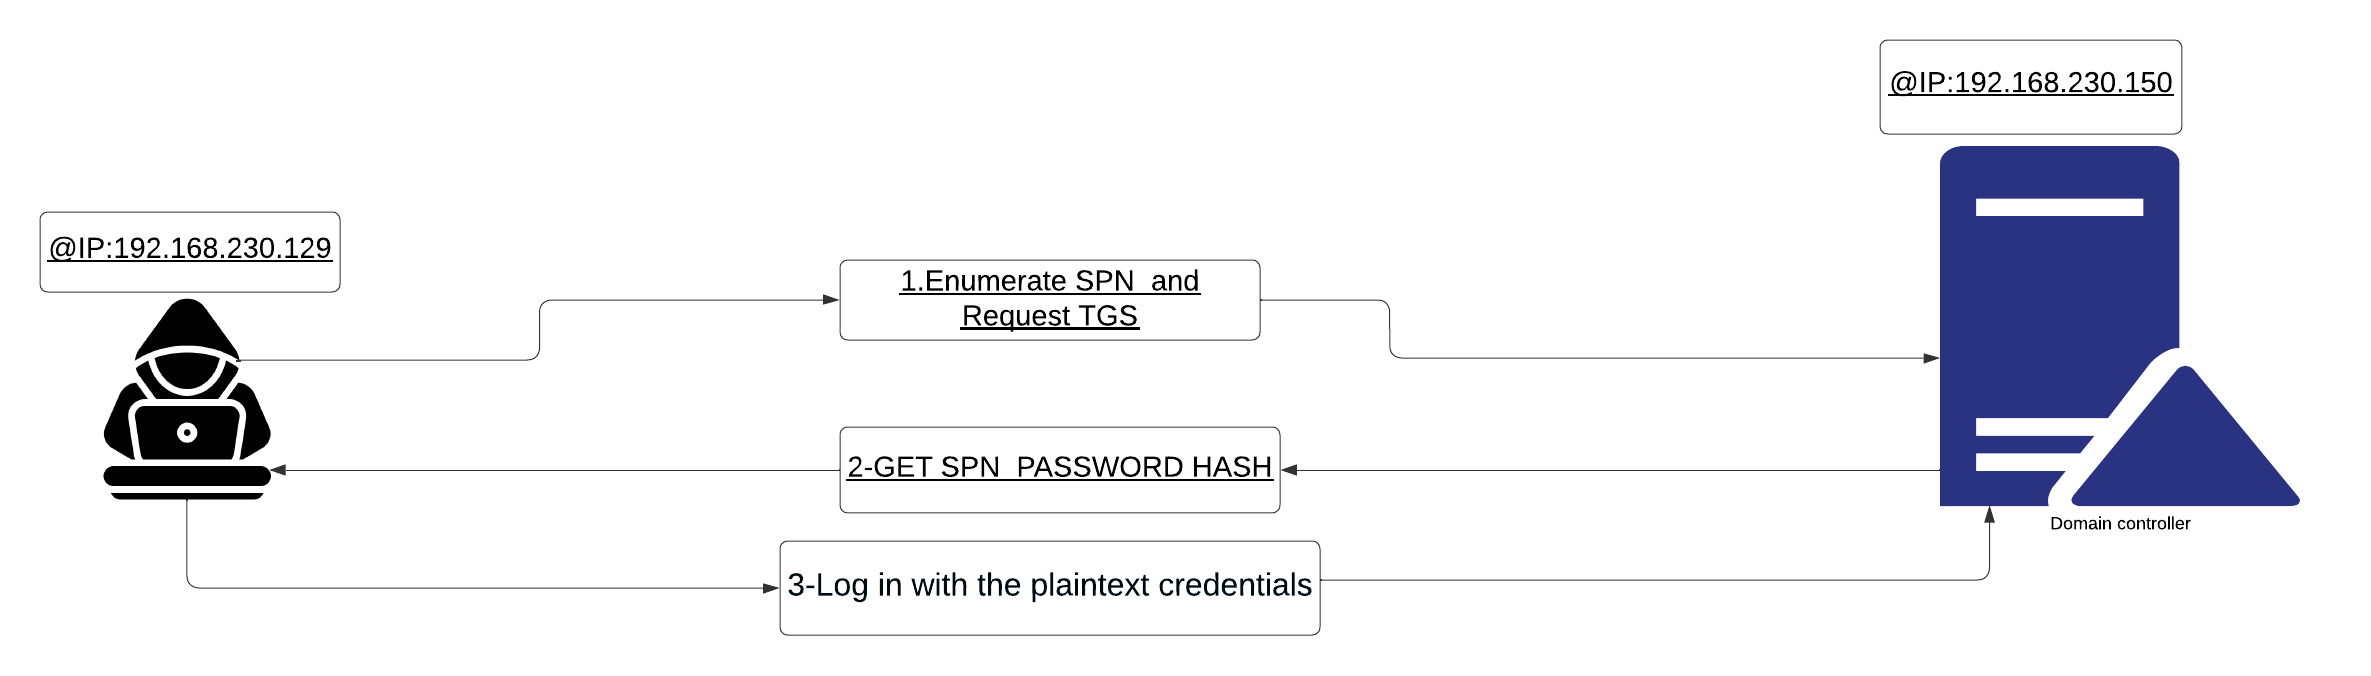 @IP:192.168.230.150
@IP:192.168.230.129
1.Enumerate SPN  and
Request TGS
2-GET SPN  PASSWORD HASH
Domain controller
3-Log in with the plaintext credentials